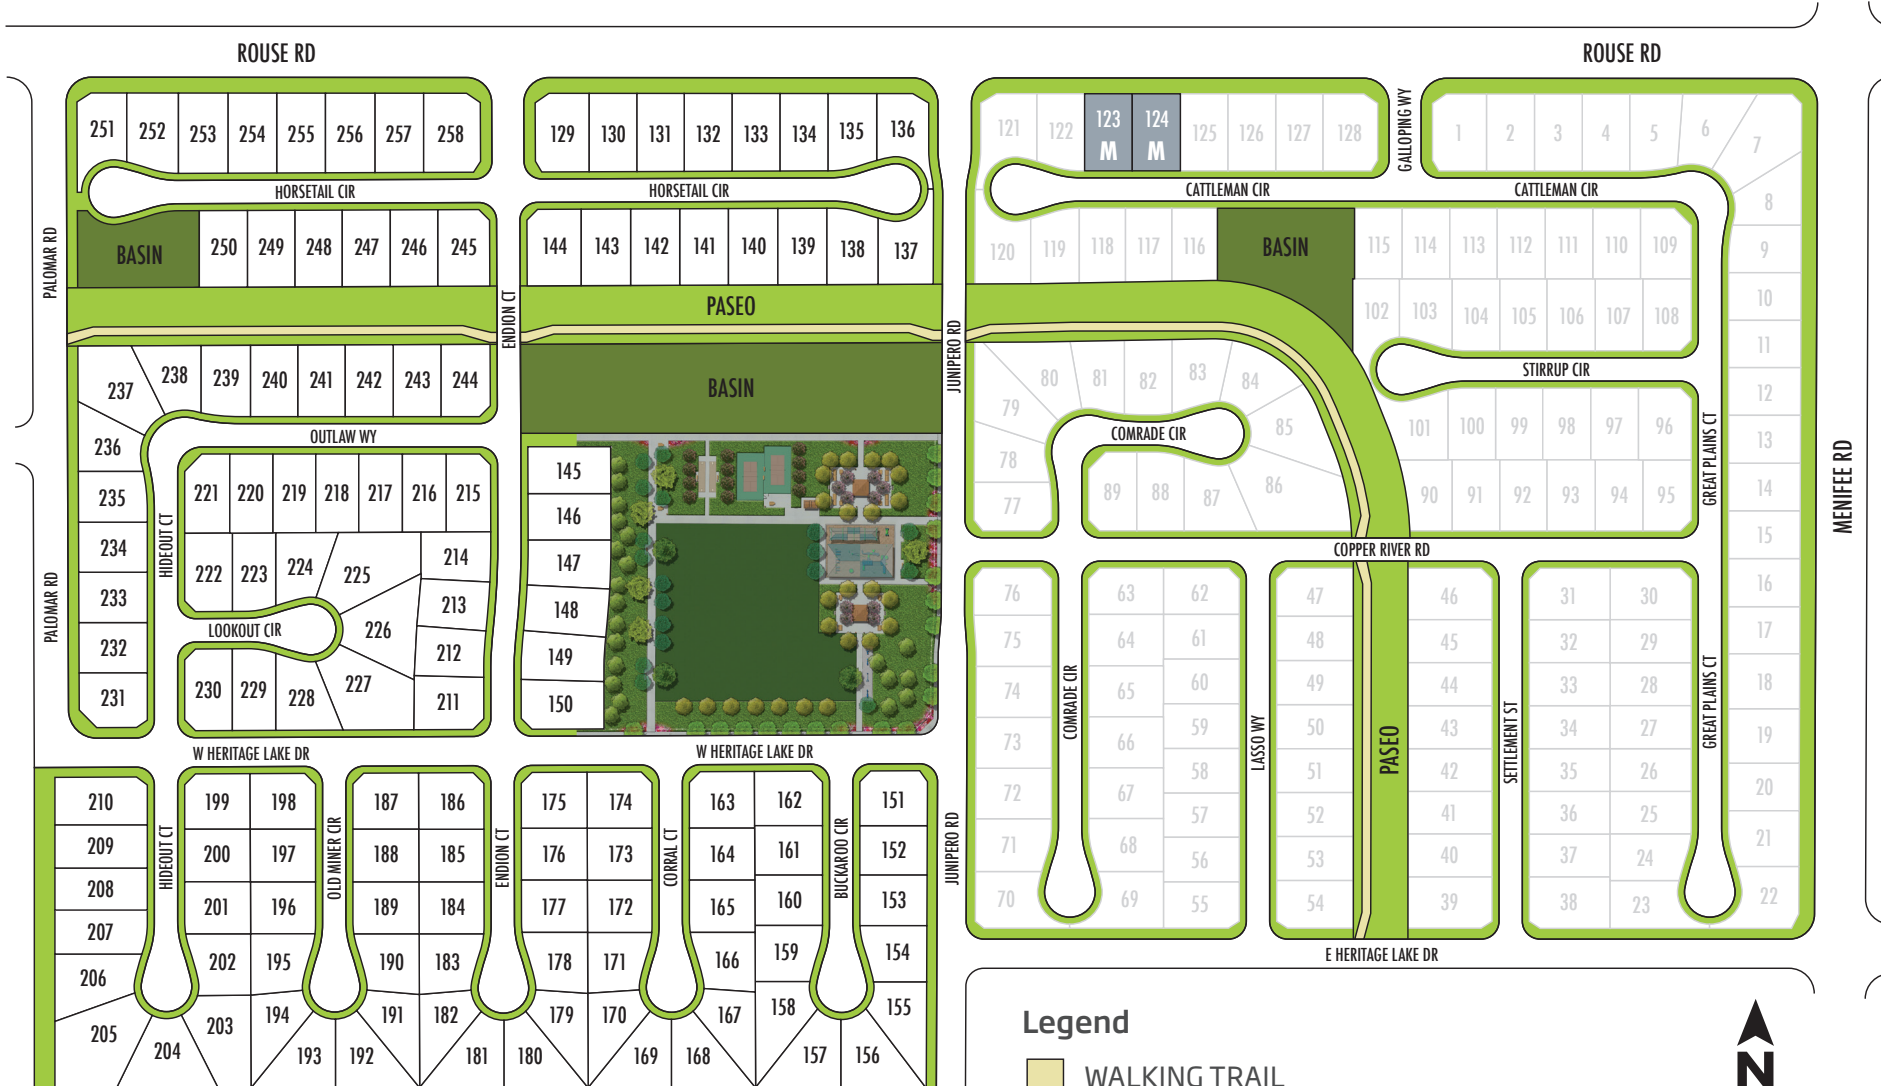 ROUSE RD ROUSE RD
251 252 253 254 255 256 257 258
129 130 131 132 133 134 135 136
121 122 123 124 125 126 127 128
M M
GALLOPING WY
1 2 3 4 5 6 7
8
HORSETAIL CIR HORSETAIL CIR CATTLEMAN CIR CATTLEMAN CIR
PALOMAR RD
BASIN 250 249 248 247 246 245
144 143 142 141 140 139 138 137
120 119 118 117 116 BASIN 115 114 113 112 111 110 109
9
10
PASEO
ENDION CT
JUNIPERO RD
102 103 104 105 106 107 108
11
STIRRUP CIR
12
237 238 239 240 241 242 243 244
BASIN
79 80 81 82 83 84
85
86
COMRADE CIR
78
77
89 88 87
101 100 99 98 97 96
90 91 92 93 94 95
GREAT PLAINS CT
13
14
15
16
17
18
19
20
21
22
MENIFEE RD
236
235
234
233
232
231
OUTLAW WY
HIDEOUT CT
PALOMAR RD
221 220 219 218 217 216 215
222 223 224 225 214
213
LOOKOUT CIR 226 212
230 229 228 227 211
145
146
147
148
149
150
COPPER RIVER RD
76 63 62 47 46 31 30
75 64 61 48 45 32 29
74 65 60 49 44 33 28
73 66 59 50 43 34 27
72 67 58 51 42 35 26
71 68 57 52 41 36 25
70 69 56 53 40 37 24
55 54 39 38 23
COMRADE CIR
LASSO WY
PASEO
SETTLEMENT ST
GREAT PLAINS CT
W HERITAGE LAKE DR W HERITAGE LAKE DR
E HERITAGE LAKE DR
210 199 198 187 186 175 174 163 162 151
209 200 197 188 185 176 173 164 161 152
208 201 196 189 184 177 172 165 160 153
207 202 195 190 183 178 171 166 159 154
206 203 194 191 182 179 170 167 158 155
205 204 193 192 181 180 169 168 157 156
HIDEOUT CT
OLD MINER CIR
ENDION CT
CORRAL CT
BUCKAROO CIR
JUNIPERO RD
Legend
WALKING TRAIL
N